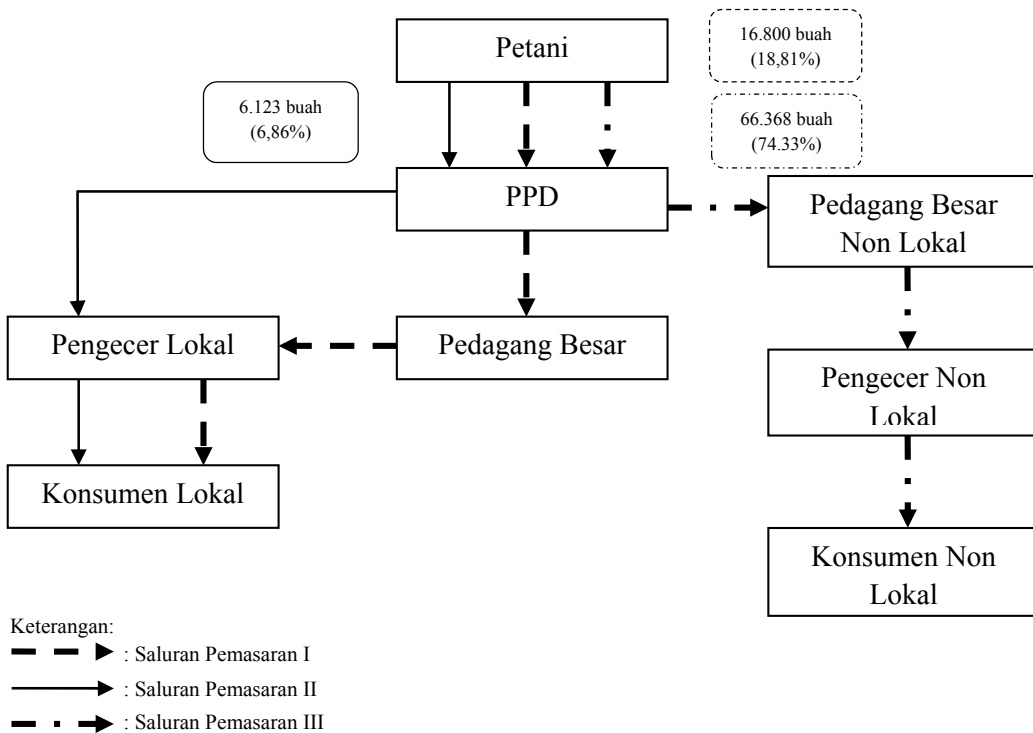 Petani
16.800 buah
(18,81%)
6.123 buah
(6,86%)
66.368 buah
(74.33%)
PPD
Pedagang Besar
Non Lokal
Pengecer Lokal
Pedagang Besar
Pengecer Non
Lokal
Konsumen Lokal
Konsumen Non
Lokal
Keterangan:
: Saluran Pemasaran I
: Saluran Pemasaran II
: Saluran Pemasaran III